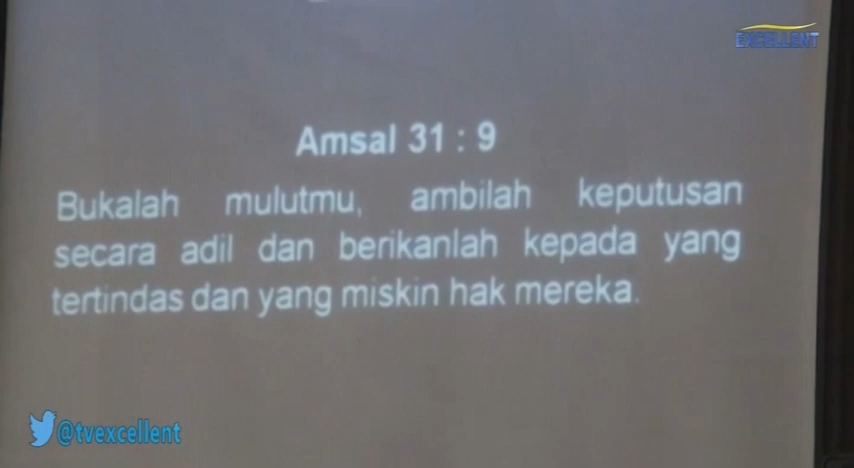 EXCELLENT
Amsal 31 : 9
Bukalah mulutmu, ambilah keputusan
secara adil dan berikanlah kepada yang
tertindas dan yang miskin hak mereka.
@tvexcellent